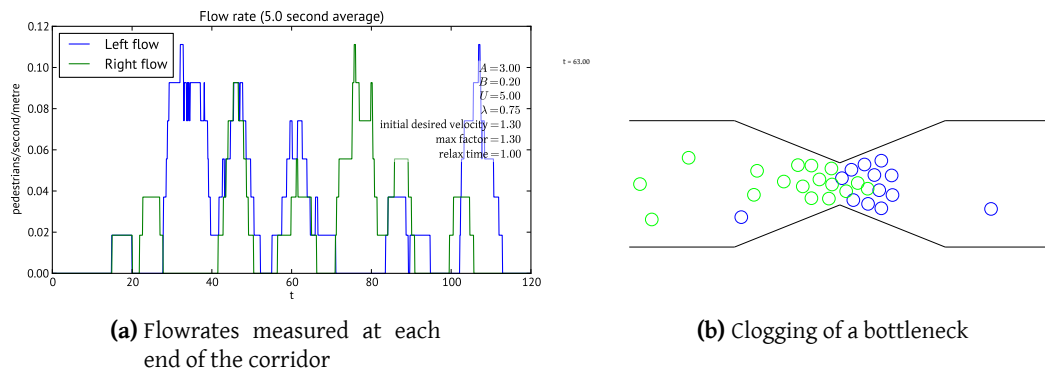 Flow rate (5.0 second average)
0.12
0.10
0.08
0.06
0.04
0.02
0.00
pedestrians/second/metre
Left flow
Right flow
A=3.00
B=0.20
U=5.00
λ=0.75
initial desired velocity=1.30
max factor=1.30
relax time=1.00
0 20 40 60 80 100 120
t
t = 63.00
(a) Flowrates measured at each
end of the corridor
(b) Clogging of a bottleneck